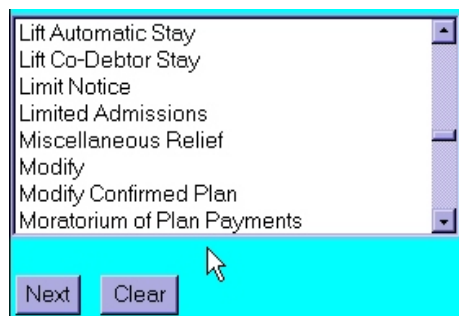 Lift Automatic Stay
Lift Co-Debtor Stay
Limit Notice
Limited Admissions
Miscellaneous Relief
Modify
Modify Confirmed Plan
Moratorium of Plan Payments
Next Clear